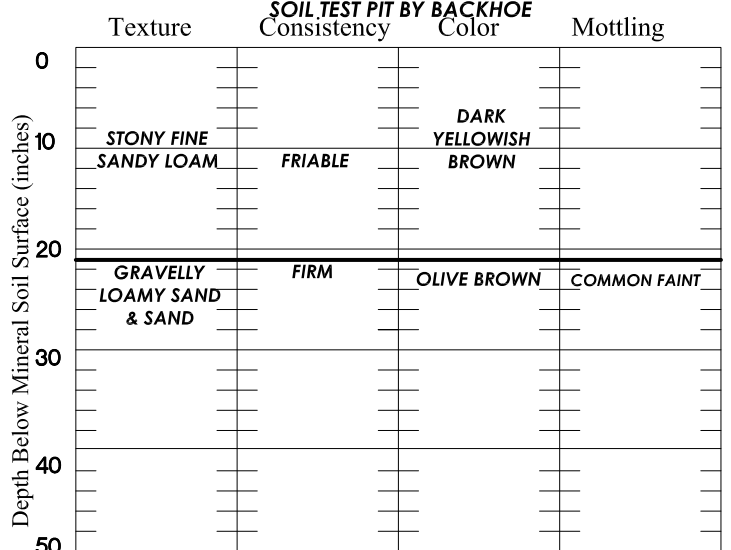 SOIL TEST PIT BY BACKHOE
Texture Consistency Color Mottling
Depth Below Mineral Soil Surface (inches)
0
10
STONY FINE
SANDY LOAM
FRIABLE
DARK
YELLOWISH
BROWN
20
GRAVELLY
LOAMY SAND
& SAND
FIRM
OLIVE BROWN
COMMON FAINT
30
40
50